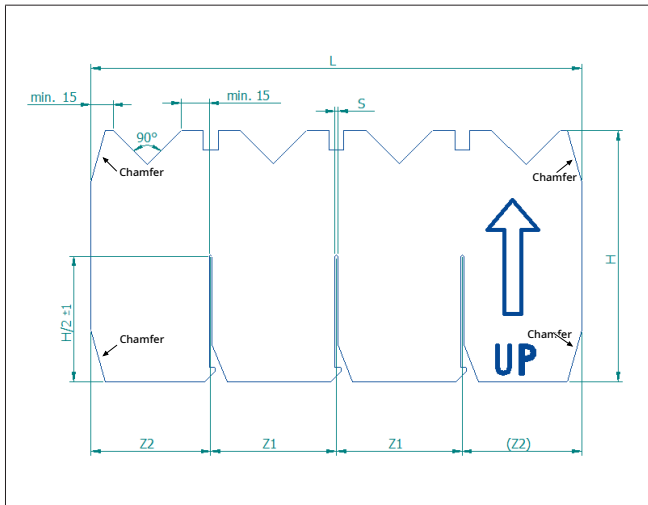 L
min. 15
min. 15
S
90°
Chamfer
Chamfer
H
H/2 ±1
Chamfer
Chamfer
UP
Z2
Z1
Z1
(Z2)